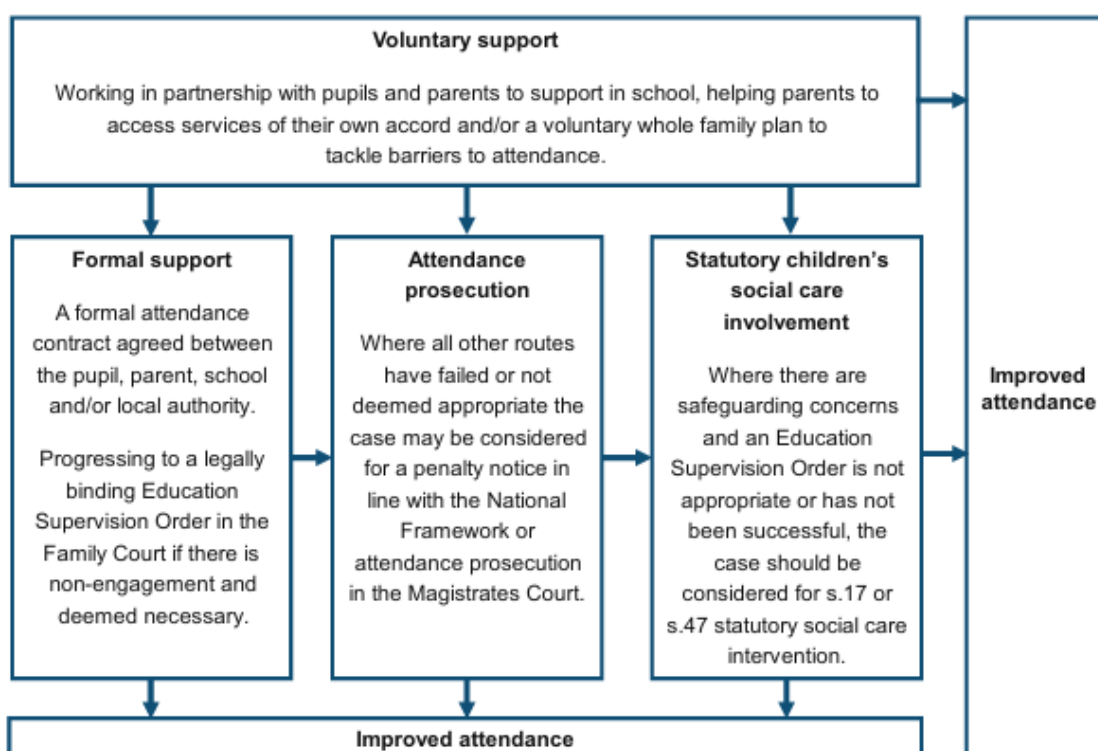 Voluntary support
Working in partnership with pupils and parents to support in school, helping parents to
access services of their own accord and/or a voluntary whole family plan to
tackle barriers to attendance.
Formal support
A formal attendance
contract agreed between
the pupil, parent, school
and/or local authority.
Progressing to a legally
binding Education
Supervision Order in the
Family Court if there is
non-engagement and
deemed necessary.
Attendance
prosecution
Where all other routes
have failed or not
deemed appropriate the
case may be considered
for a penalty notice in
line with the National
Framework or
attendance prosecution
in the Magistrates Court.
Statutory children’s
social care
involvement
Where there are
safeguarding concerns
and an Education
Supervision Order is not
appropriate or has not
been successful, the
case should be
considered for s.17 or
s.47 statutory social care
intervention.
Improved
attendance
Improved attendance